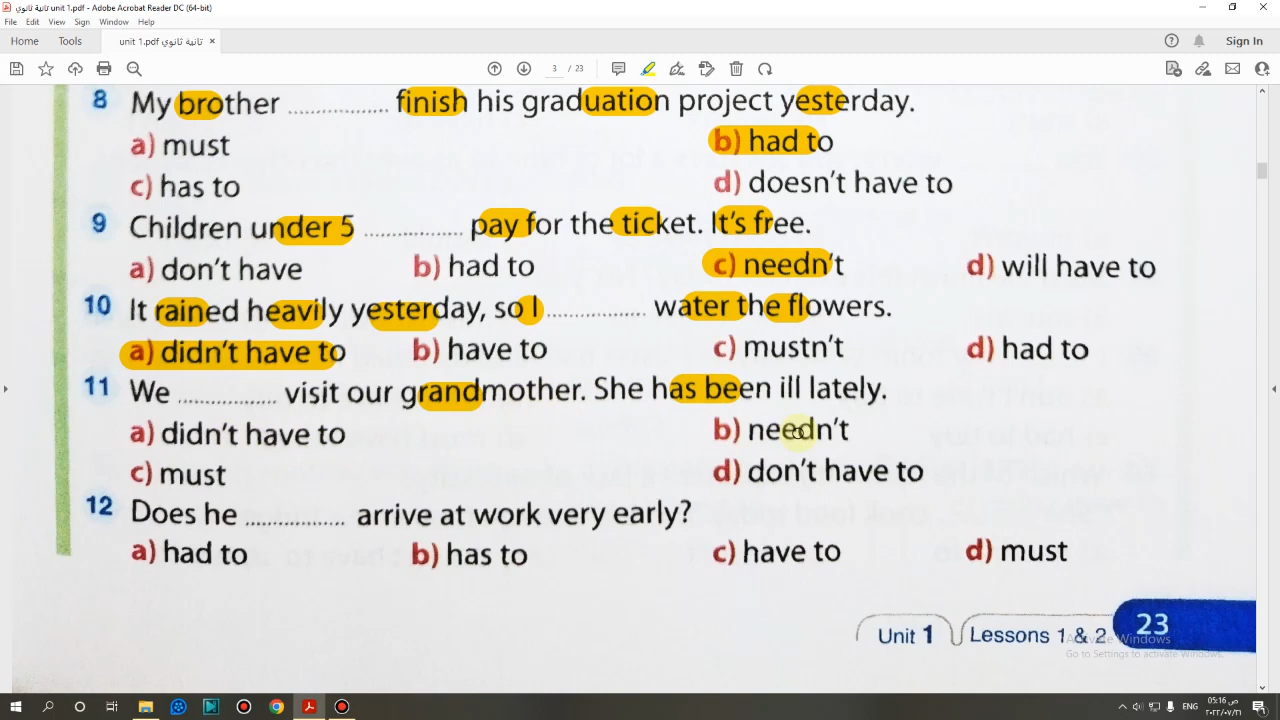 ثانية ثانوي unit 1.pdf - Adobe Acrobat Reader DC (64-bit)
File Edit View Sign Window Help
Home Tools ثانية ثانوي unit 1.pdf × Sign In
3 / 23
8 My brother .............. finish his graduation project yesterday.
a) must b) had to
c) has to d) doesn't have to
9 Children under 5 .............. pay for the ticket. It's free.
a) don't have b) had to c) needn't d) will have to
10 It rained heavily yesterday, so I .............. water the flowers.
a) didn't have to b) have to c) mustn't d) had to
11 We .............. visit our grandmother. She has been ill lately.
a) didn't have to b) needn't
c) must d) don't have to
12 Does he .............. arrive at work very early?
a) had to b) has to c) have to d) must
Unit 1 Lessons 1 & 2 23
Activate Windows
Go to Settings to activate Windows.
ENG 05:16 ص
٢٠٢٢/٠٧/٣١